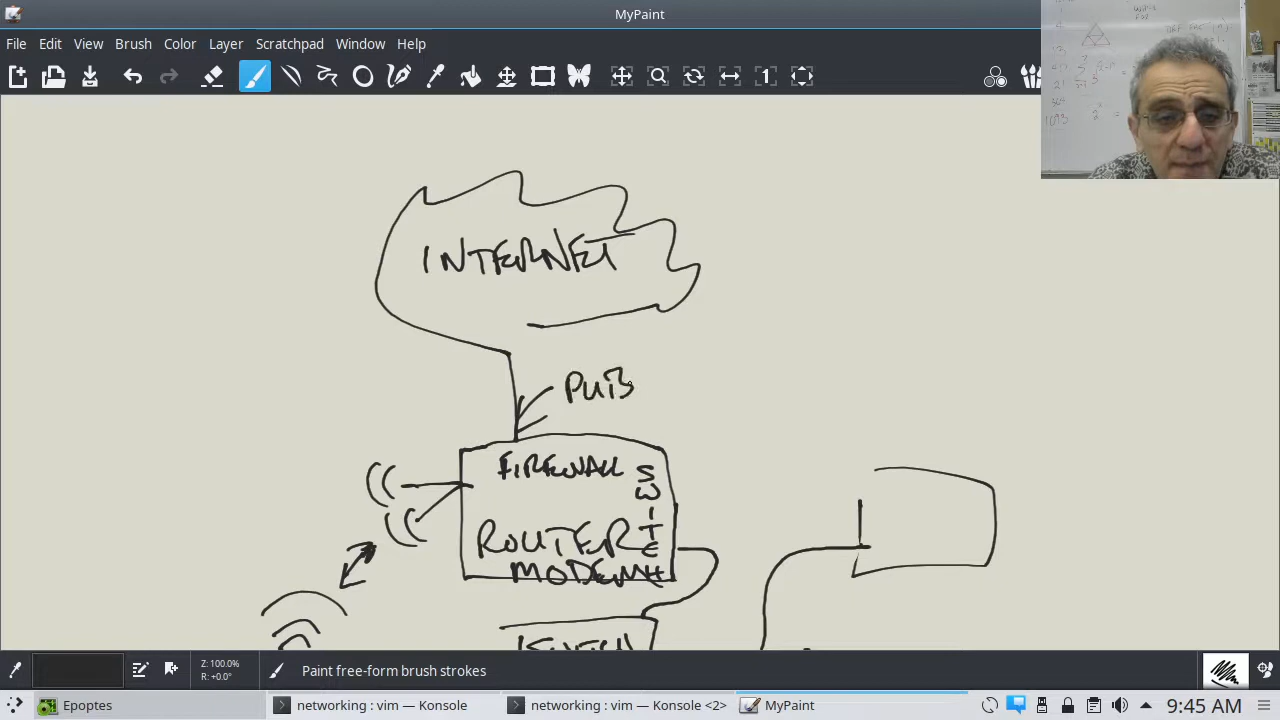 MyPaint
File Edit View Brush Color Layer Scratchpad Window Help
INTERNET
PUB
FIREWALL
SWITCH
ROUTER
MODEM
Z: 100.0%
R: +0.0°
Paint free-form brush strokes
Epoptes
networking : vim — Konsole
networking : vim — Konsole <2>
MyPaint
9:45 AM